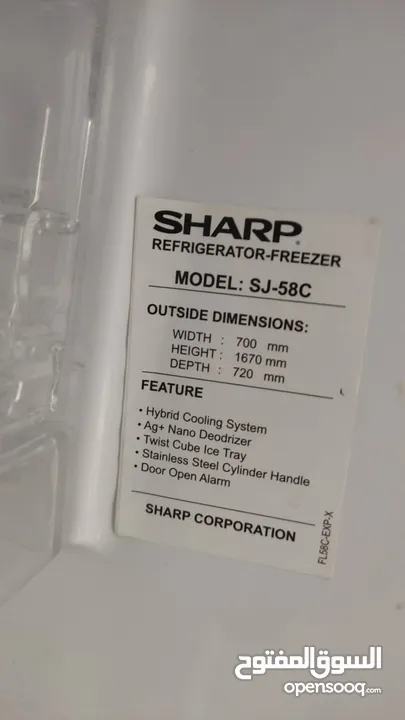 SHARP
REFRIGERATOR-FREEZER
MODEL: SJ-58C
OUTSIDE DIMENSIONS:
WIDTH : 700 mm
HEIGHT : 1670 mm
DEPTH : 720 mm
FEATURE
• Hybrid Cooling System
• Ag+ Nano Deodrizer
• Twist Cube Ice Tray
• Stainless Steel Cylinder Handle
• Door Open Alarm
SHARP CORPORATION
FL58C-EXP-X
السوق المفتوح
opensooq.com